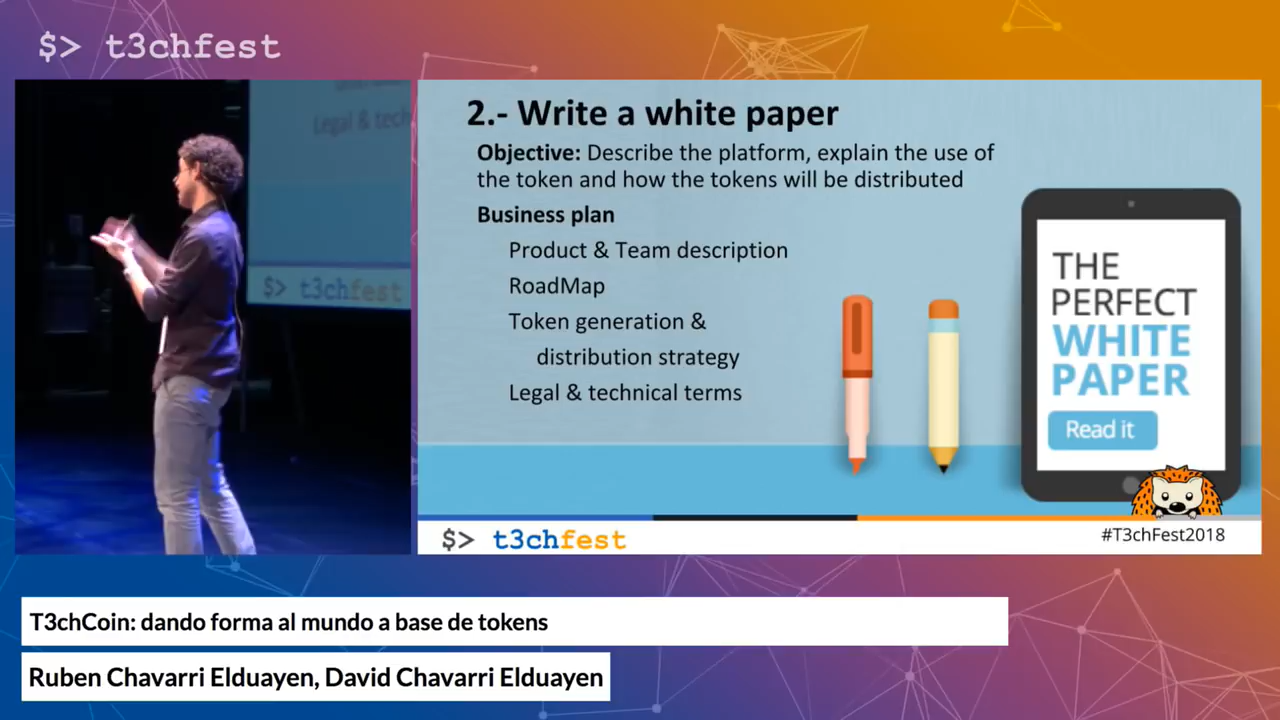 $> t3chfest
Legal & tech
$> t3chfest
2.- Write a white paper
Objective: Describe the platform, explain the use of
the token and how the tokens will be distributed
Business plan
Product & Team description
RoadMap
Token generation &
distribution strategy
Legal & technical terms
THE
PERFECT
WHITE
PAPER
Read it
$> t3chfest
#T3chFest2018
T3chCoin: dando forma al mundo a base de tokens
Ruben Chavarri Elduayen, David Chavarri Elduayen